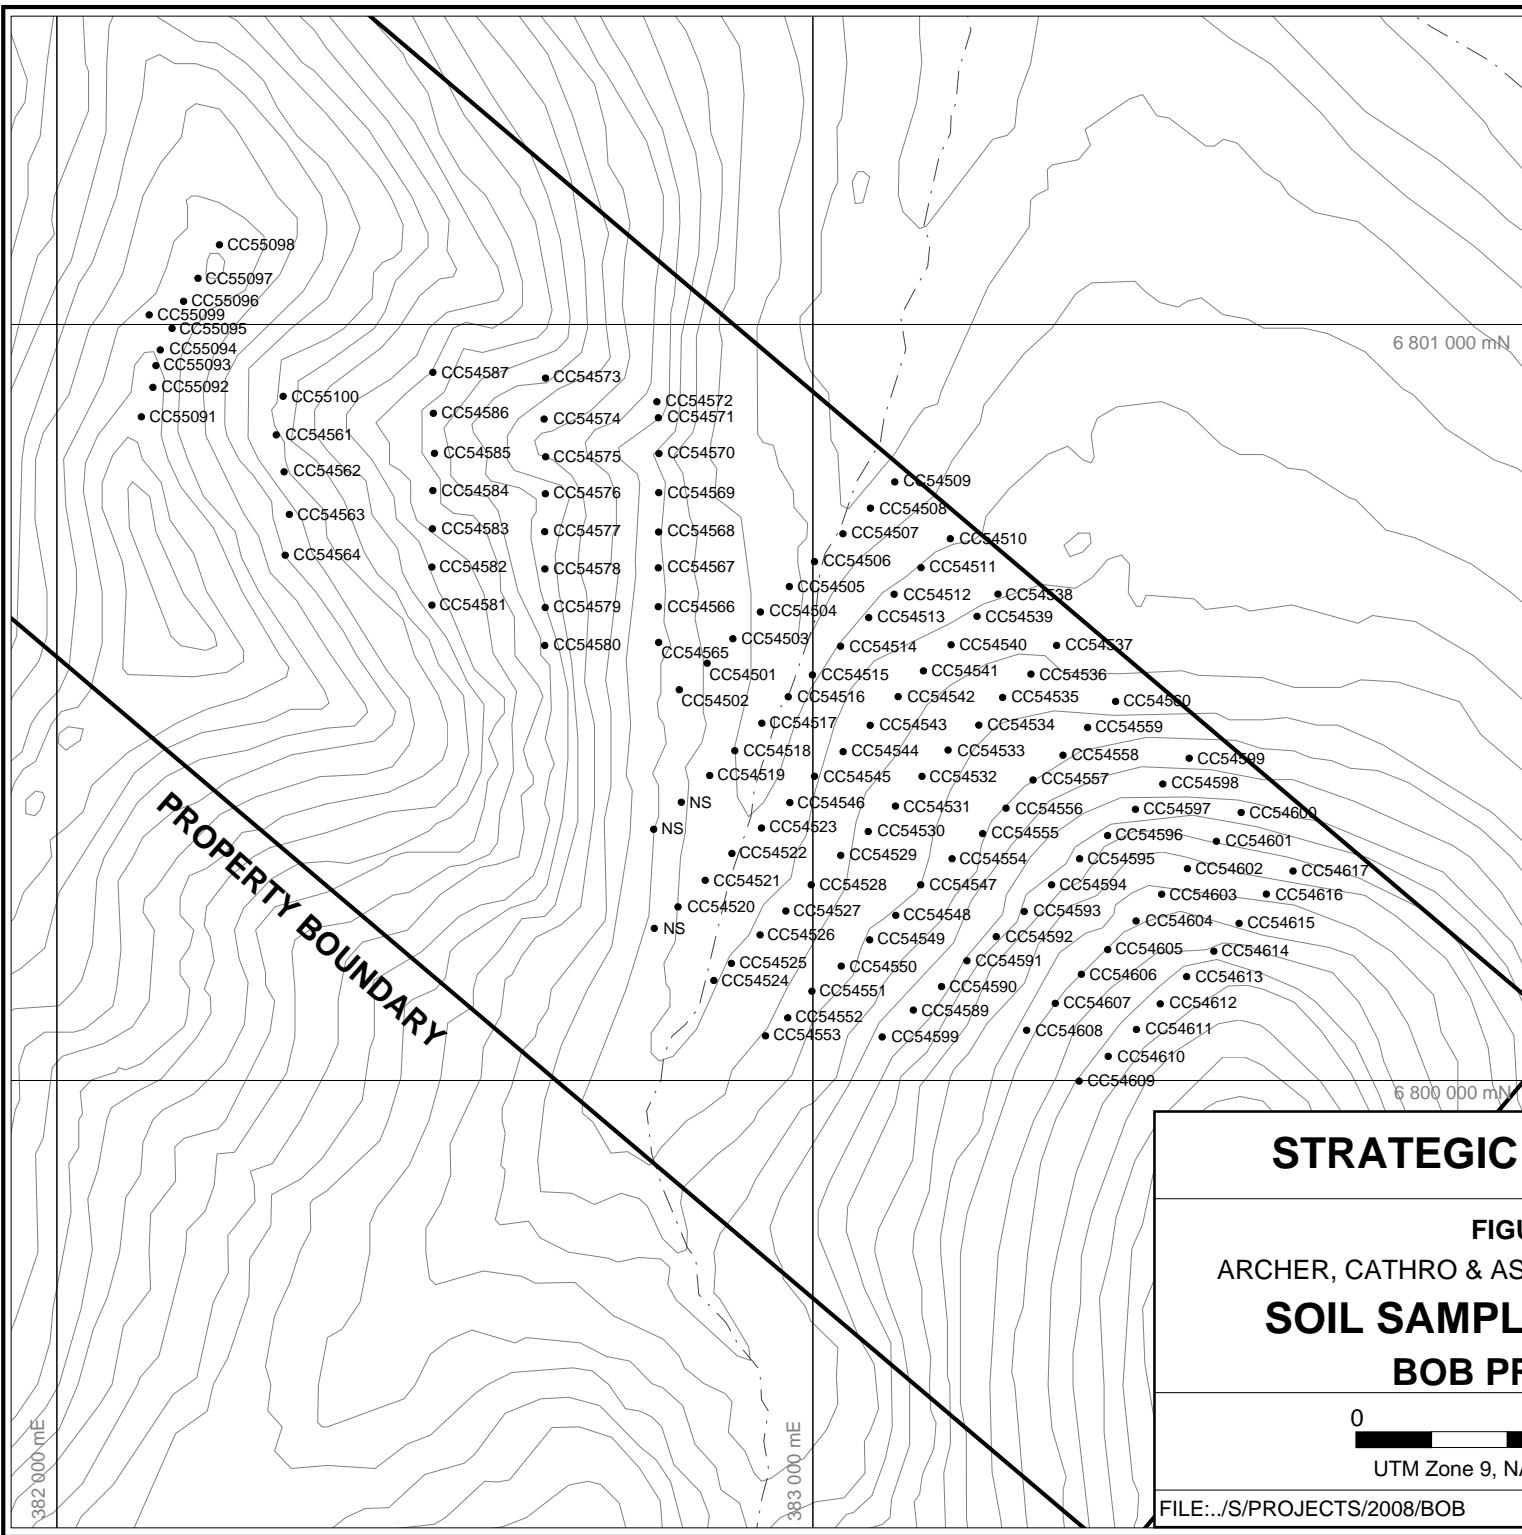 CC55098
CC55097
CC55096
CC55099
CC55095
6 801 000 mN
CC55094
CC55093
CC54587
CC54573
CC55092
CC55100
CC54572
CC55091
CC54586
CC54574
CC54571
CC54561
CC54585
CC54575
CC54570
CC54562
CC54509
CC54584
CC54576
CC54569
CC54508
CC54563
CC54583
CC54577
CC54568
CC54507
CC54510
CC54564
CC54506
CC54582
CC54578
CC54567
CC54511
CC54505
CC54512
CC54538
CC54581
CC54579
CC54566
CC54504
CC54513
CC54539
CC54503
CC54580
CC54565
CC54514
CC54540
CC54537
CC54501
CC54515
CC54541
CC54536
CC54502
CC54516
CC54542
CC54535
CC54560
CC54517
CC54543
CC54534
CC54559
CC54518
CC54544
CC54533
CC54558
CC54599
CC54519
CC54545
CC54532
CC54557
CC54598
NS
CC54546
CC54531
CC54556
CC54597
CC54600
NS
CC54523
CC54530
CC54555
CC54596
CC54601
CC54522
CC54529
CC54554
CC54595
CC54602
CC54617
CC54521
CC54528
CC54547
CC54594
CC54603
CC54616
CC54520
CC54527
CC54548
CC54593
CC54604
CC54615
NS
CC54526
CC54549
CC54592
CC54605
CC54614
CC54525
CC54550
CC54591
CC54606
CC54613
CC54524
CC54551
CC54590
CC54607
CC54612
CC54552
CC54589
CC54608
CC54611
CC54553
CC54599
CC54610
CC54609
PROPERTY BOUNDARY
6 800 000 mN
382 000 mE
383 000 mE
STRATEGIC
FIGU
ARCHER, CATHRO & AS
SOIL SAMPL
BOB PR
0
UTM Zone 9, NA
FILE:../S/PROJECTS/2008/BOB